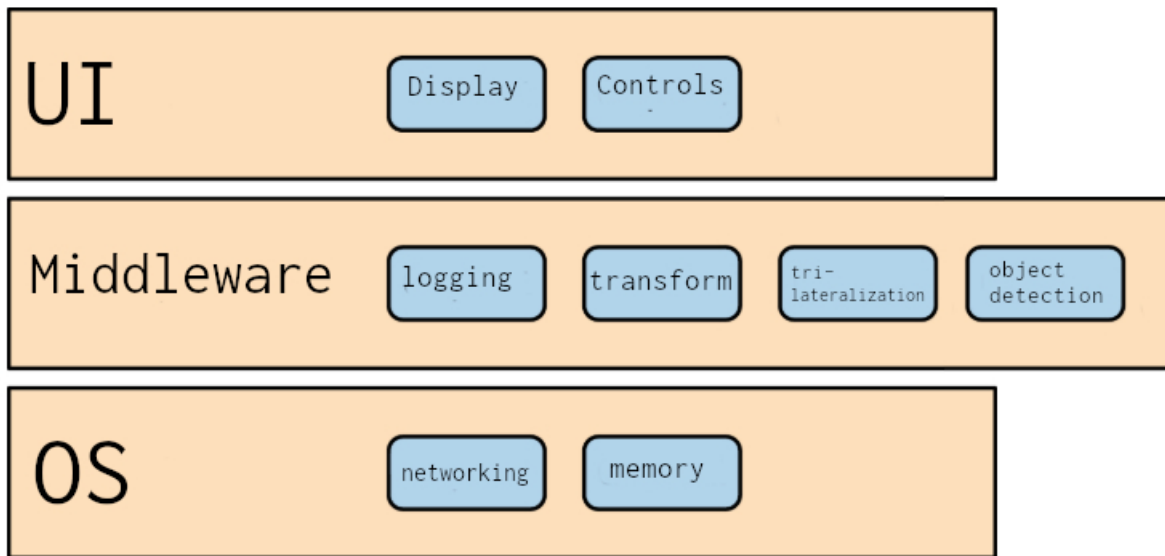 UI
Display
Controls
Middleware
logging
transform
tri-
lateralization
object
detection
OS
networking
memory